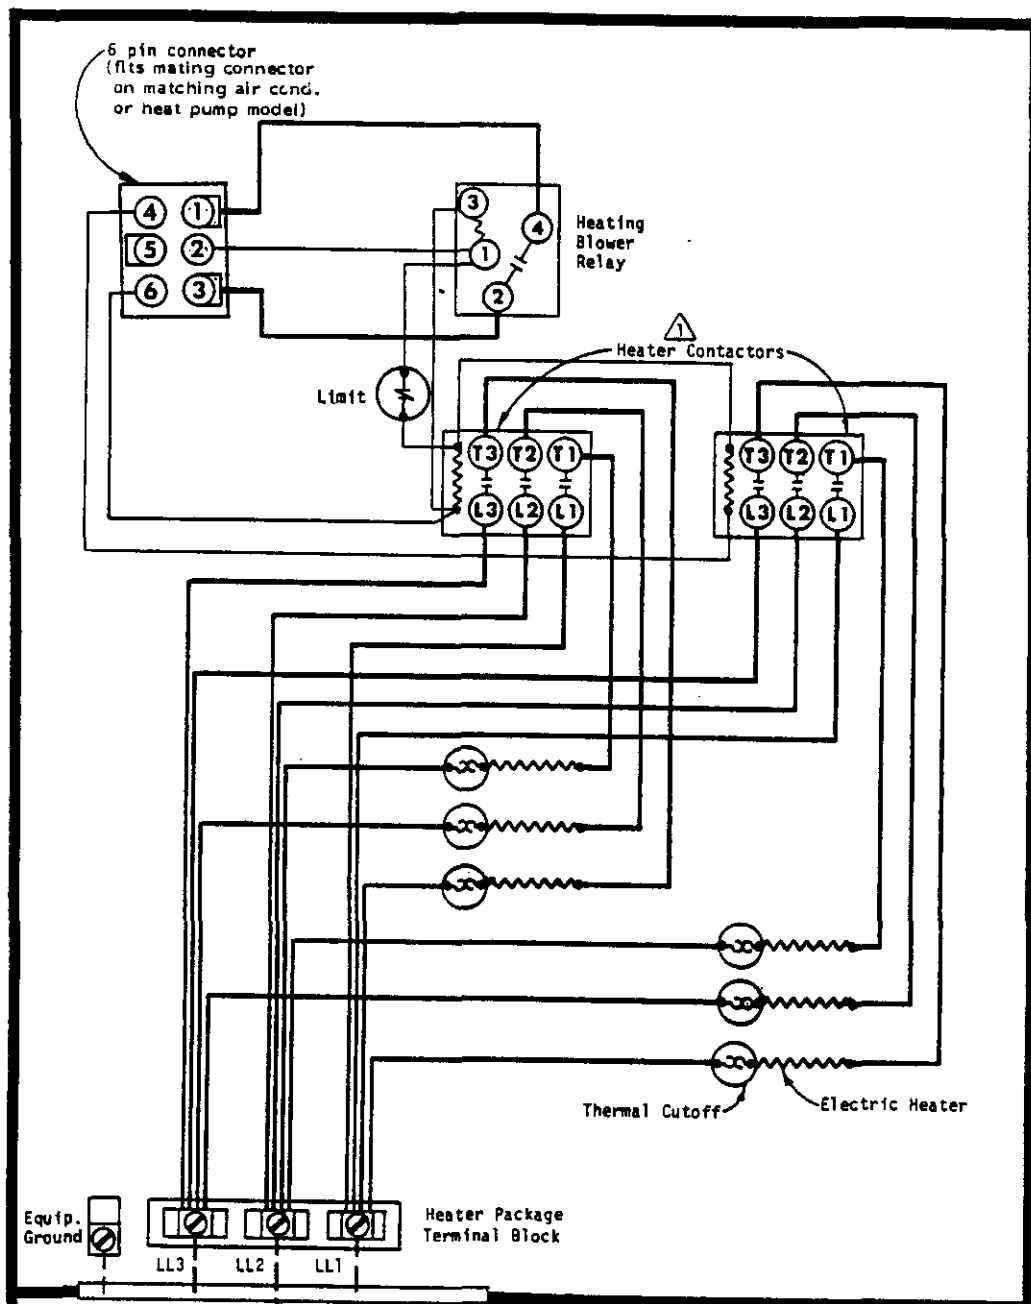 6 pin connector
(fits mating connector
on matching air cond.
or heat pump model)
4 1
5 2
6 3
3
4
1
2
Heating
Blower
Relay
1
Heater Contactors
Limit
T3 T2 T1
L3 L2 L1
T3 T2 T1
L3 L2 L1
Thermal Cutoff
Electric Heater
Equip.
Ground
Heater Package
Terminal Block
LL3 LL2 LL1